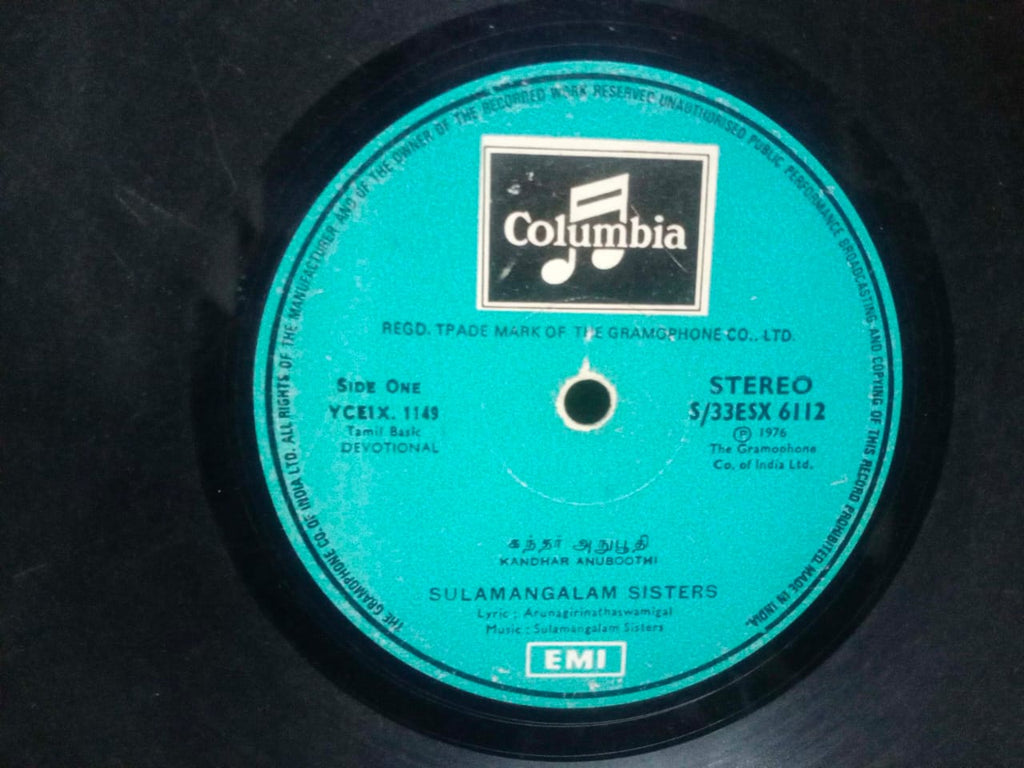 THE GRAMOPHONE CO. OF INDIA LTD. ALL RIGHTS OF THE MANUFACTURER AND OF THE OWNER OF THE RECORDED WORK RESERVED UNAUTHORISED PUBLIC PERFORMANCE BROADCASTING AND COPYING OF THIS RECORD PROHIBITED. MADE IN INDIA.
Columbia
REGD. TRADE MARK OF THE GRAMOPHONE CO., LTD.
SIDE ONE
YCEIX. 1149
Tamil Basic
DEVOTIONAL
STEREO
S/33ESX 6112
Ⓟ 1976
The Gramophone
Co. of India Ltd.
கந்தர் அநுபூதி
KANDHAR ANUBOOTHI
SULAMANGALAM SISTERS
Lyric : Arunagirinathaswamigal
Music : Sulamangalam Sisters
EMI